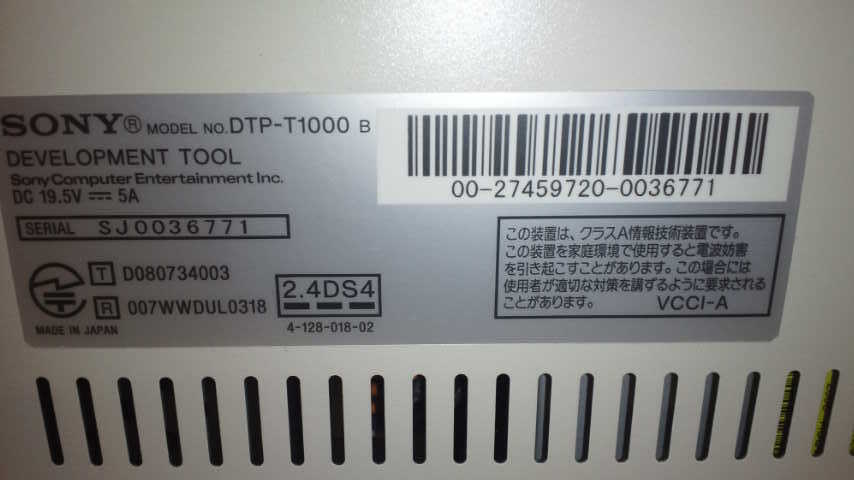 SONY® MODEL NO. DTP-T1000 B
DEVELOPMENT TOOL
Sony Computer Entertainment Inc.
DC 19.5V ⎓ 5A
SERIAL SJ0036771
T D080734003
R 007WWDUL0318
MADE IN JAPAN
2.4DS4
4-128-018-02
00-27459720-0036771
この装置は、クラスA情報技術装置です。
この装置を家庭環境で使用すると電波妨害
を引き起こすことがあります。この場合には
使用者が適切な対策を講ずるように要求される
ことがあります。 VCCI-A